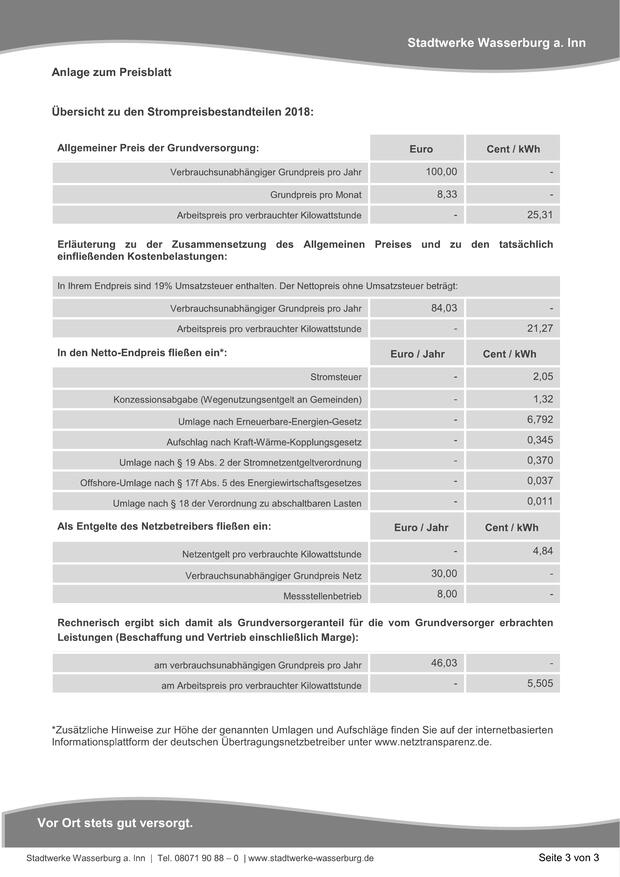 Stadtwerke Wasserburg a. Inn
Anlage zum Preisblatt
Übersicht zu den Strompreisbestandteilen 2018:
Allgemeiner Preis der Grundversorgung: Euro Cent / kWh
Verbrauchsunabhängiger Grundpreis pro Jahr 100,00 -
Grundpreis pro Monat 8,33 -
Arbeitspreis pro verbrauchter Kilowattstunde - 25,31
Erläuterung zu der Zusammensetzung des Allgemeinen Preises und zu den tatsächlich
einfließenden Kostenbelastungen:
In Ihrem Endpreis sind 19% Umsatzsteuer enthalten. Der Nettopreis ohne Umsatzsteuer beträgt:
Verbrauchsunabhängiger Grundpreis pro Jahr 84,03 -
Arbeitspreis pro verbrauchter Kilowattstunde - 21,27
In den Netto-Endpreis fließen ein*: Euro / Jahr Cent / kWh
Stromsteuer - 2,05
Konzessionsabgabe (Wegenutzungsentgelt an Gemeinden) - 1,32
Umlage nach Erneuerbare-Energien-Gesetz - 6,792
Aufschlag nach Kraft-Wärme-Kopplungsgesetz - 0,345
Umlage nach § 19 Abs. 2 der Stromnetzentgeltverordnung - 0,370
Offshore-Umlage nach § 17f Abs. 5 des Energiewirtschaftsgesetzes - 0,037
Umlage nach § 18 der Verordnung zu abschaltbaren Lasten - 0,011
Als Entgelte des Netzbetreibers fließen ein: Euro / Jahr Cent / kWh
Netzentgelt pro verbrauchte Kilowattstunde - 4,84
Verbrauchsunabhängiger Grundpreis Netz 30,00 -
Messstellenbetrieb 8,00 -
Rechnerisch ergibt sich damit als Grundversorgeranteil für die vom Grundversorger erbrachten
Leistungen (Beschaffung und Vertrieb einschließlich Marge):
am verbrauchsunabhängigen Grundpreis pro Jahr 46,03 -
am Arbeitspreis pro verbrauchter Kilowattstunde - 5,505
*Zusätzliche Hinweise zur Höhe der genannten Umlagen und Aufschläge finden Sie auf der internetbasierten
Informationsplattform der deutschen Übertragungsnetzbetreiber unter www.netztransparenz.de.
Vor Ort stets gut versorgt.
Stadtwerke Wasserburg a. Inn | Tel. 08071 90 88 – 0 | www.stadtwerke-wasserburg.de Seite 3 von 3